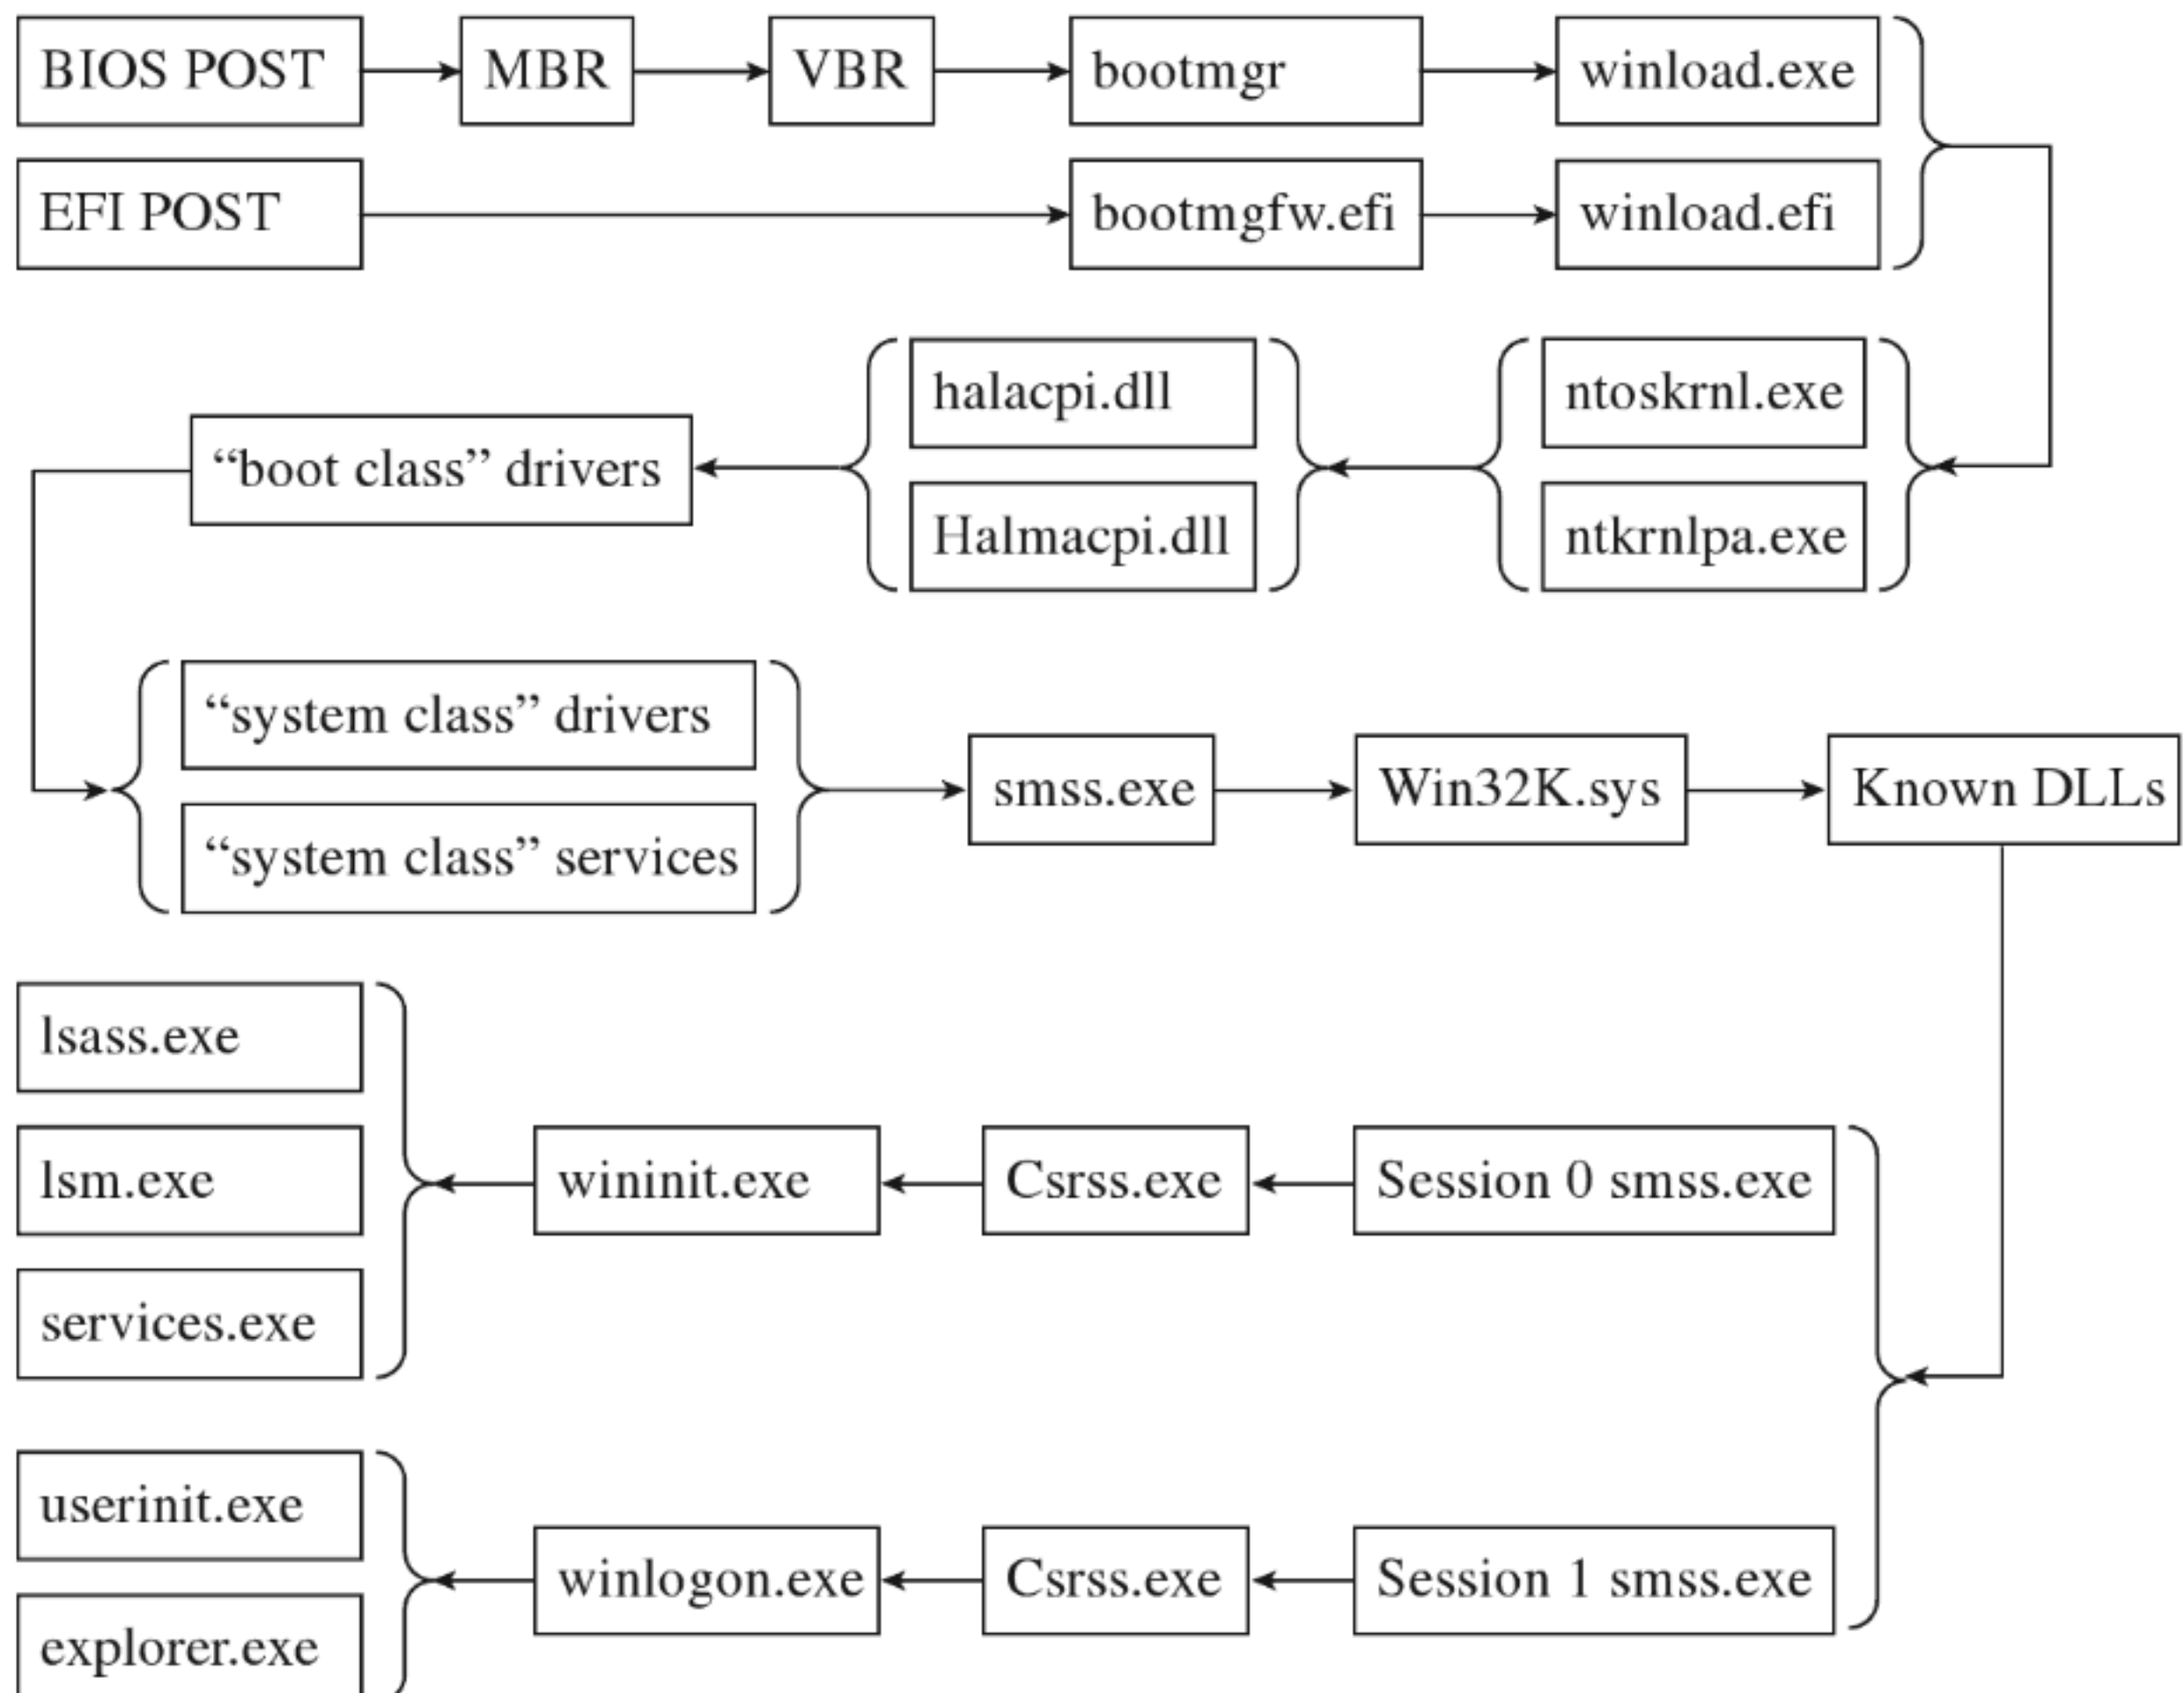 BIOS POST
MBR
VBR
bootmgr
winload.exe
EFI POST
bootmgfw.efi
winload.efi
halacpi.dll
ntoskrnl.exe
“boot class” drivers
Halmacpi.dll
ntkrnlpa.exe
“system class” drivers
smss.exe
Win32K.sys
Known DLLs
“system class” services
lsass.exe
lsm.exe
wininit.exe
Csrss.exe
Session 0 smss.exe
services.exe
userinit.exe
winlogon.exe
Csrss.exe
Session 1 smss.exe
explorer.exe